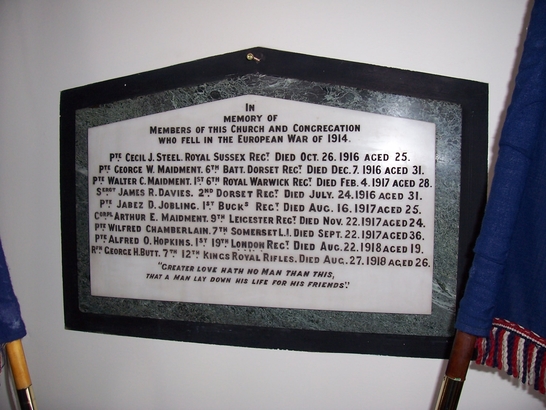 IN
MEMORY OF
MEMBERS OF THIS CHURCH AND CONGREGATION
WHO FELL IN THE EUROPEAN WAR OF 1914.
PTE CECIL J. STEEL. ROYAL SUSSEX REGT. DIED OCT. 26. 1916 AGED 25.
PTE GEORGE W. MAIDMENT. 6TH BATT. DORSET REGT. DIED DEC. 7. 1916 AGED 31.
PTE WALTER C. MAIDMENT. 1ST 6TH ROYAL WARWICK REGT. DIED FEB. 4. 1917 AGED 28.
SERGT JAMES R. DAVIES. 2ND DORSET REGT. DIED JULY. 24. 1916 AGED 31.
PTE JABEZ D. JOBLING. 1ST BUCKS REGT. DIED AUG. 16. 1917 AGED 25.
CORPL ARTHUR E. MAIDMENT. 9TH LEICESTER REGT. DIED NOV. 22. 1917 AGED 24.
PTE WILFRED CHAMBERLAIN. 7TH SOMERSET L.I. DIED SEPT. 22. 1917 AGED 36.
PTE ALFRED O. HOPKINS. 1ST 19TH LONDON REGT. DIED AUG. 22. 1918 AGED 19.
RFN GEORGE H. BUTT. 7TH 12TH KINGS ROYAL RIFLES. DIED AUG. 27. 1918 AGED 26.
"GREATER LOVE HATH NO MAN THAN THIS,
THAT A MAN LAY DOWN HIS LIFE FOR HIS FRIENDS".